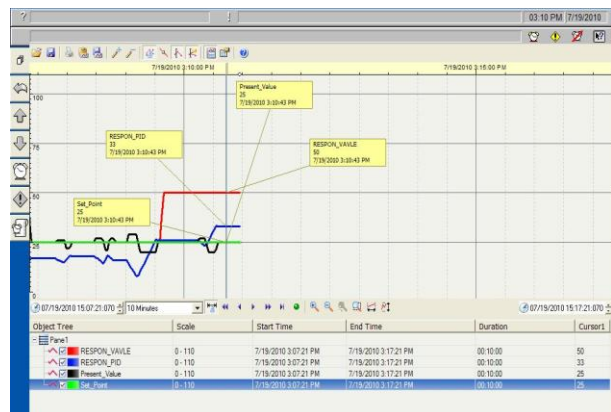 ?
!
03:10 PM 7/19/2010
7/19/2010 3:10:00 PM
7/19/2010 3:15:00 PM
100
75
50
25
0
Present_Value
25
7/19/2010 3:10:43 PM
RESPON_PID
33
7/19/2010 3:10:43 PM
RESPON_VAVLE
50
7/19/2010 3:10:43 PM
Set_Point
25
7/19/2010 3:10:43 PM
07/19/2010 15:07:21:070 10 Minutes 07/19/2010 15:17:21:070
Object Tree Scale Start Time End Time Duration Cursor1
Pane1
RESPON_VAVLE 0 - 110 7/19/2010 3:07:21 PM 7/19/2010 3:17:21 PM 00:10:00 50
RESPON_PID 0 - 110 7/19/2010 3:07:21 PM 7/19/2010 3:17:21 PM 00:10:00 33
Present_Value 0 - 110 7/19/2010 3:07:21 PM 7/19/2010 3:17:21 PM 00:10:00 25
Set_Point 0 - 110 7/19/2010 3:07:21 PM 7/19/2010 3:17:21 PM 00:10:00 25